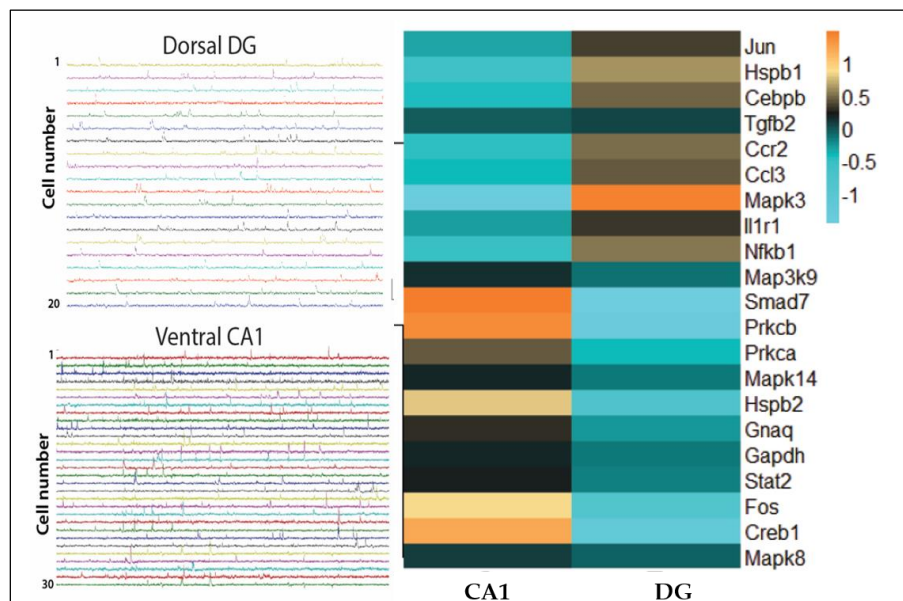 Dorsal DG
1
Cell number
20
Ventral CA1
1
Cell number
30
Jun
Hspb1
Cebpb
Tgfb2
Ccr2
Ccl3
Mapk3
Il1r1
Nfkb1
Map3k9
Smad7
Prkcb
Prkca
Mapk14
Hspb2
Gnaq
Gapdh
Stat2
Fos
Creb1
Mapk8
1
0.5
0
-0.5
-1
CA1 DG